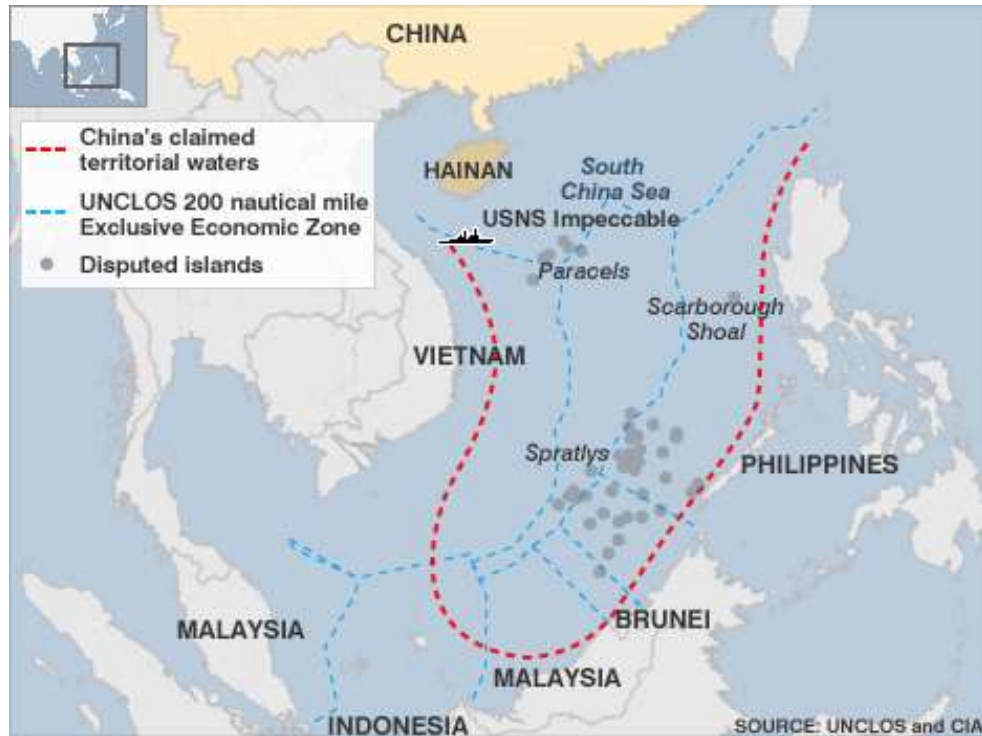 CHINA
China's claimed
territorial waters
UNCLOS 200 nautical mile
Exclusive Economic Zone
Disputed islands
HAINAN
South
China Sea
USNS Impeccable
Paracels
Scarborough
Shoal
VIETNAM
Spratlys
PHILIPPINES
MALAYSIA
BRUNEI
MALAYSIA
INDONESIA
SOURCE: UNCLOS and CIA